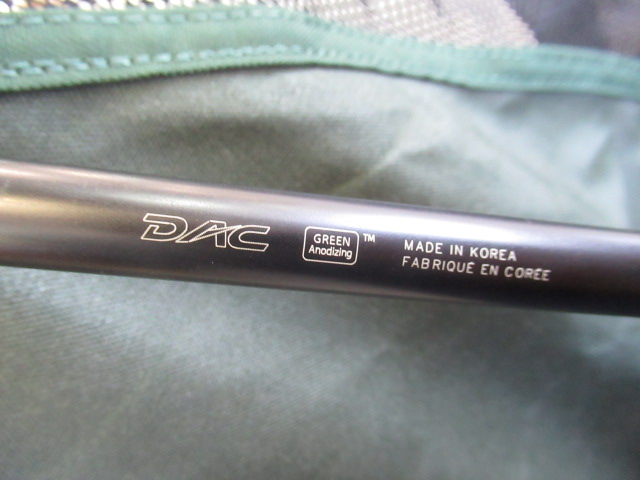 DAC
GREEN
Anodizing
™
MADE IN KOREA
FABRIQUÉ EN CORÉE